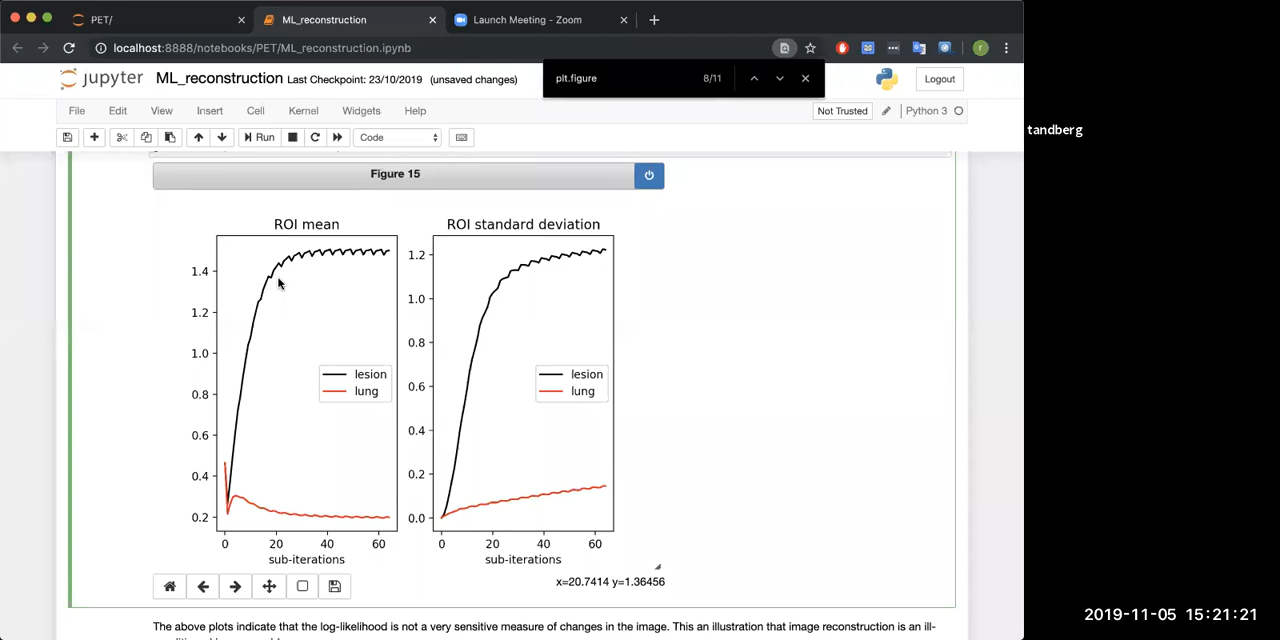 PET/
ML_reconstruction
Launch Meeting - Zoom
localhost:8888/notebooks/PET/ML_reconstruction.ipynb
r
jupyter ML_reconstruction Last Checkpoint: 23/10/2019 (unsaved changes)
plt.figure 8/11
Logout
File Edit View Insert Cell Kernel Widgets Help
Not Trusted
Python 3
Run
Code
tandberg
Figure 15
ROI mean
1.4
1.2
1.0
0.8
0.6
0.4
0.2
lesion
lung
0 20 40 60
sub-iterations
ROI standard deviation
1.2
1.0
0.8
0.6
0.4
0.2
0.0
lesion
lung
0 20 40 60
sub-iterations
x=20.7414 y=1.36456
The above plots indicate that the log-likelihood is not a very sensitive measure of changes in the image. This an illustration that image reconstruction is an ill-
2019-11-05 15:21:21